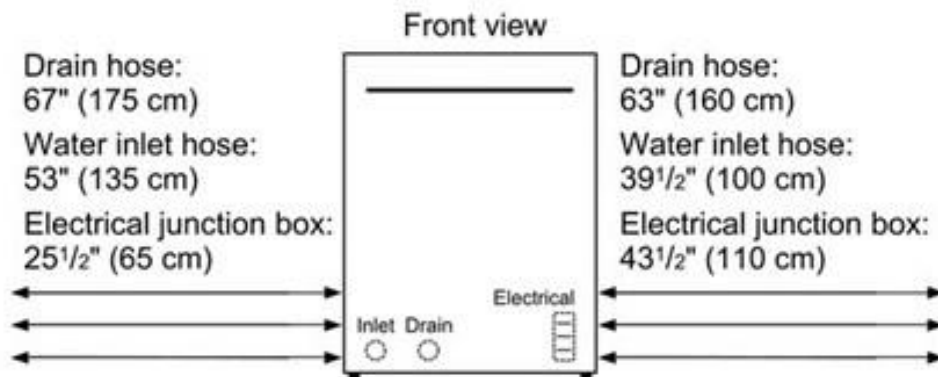 Front view
Drain hose:
67" (175 cm)
Water inlet hose:
53" (135 cm)
Electrical junction box:
25¹/₂" (65 cm)
Drain hose:
63" (160 cm)
Water inlet hose:
39¹/₂" (100 cm)
Electrical junction box:
43¹/₂" (110 cm)
Electrical
Inlet Drain